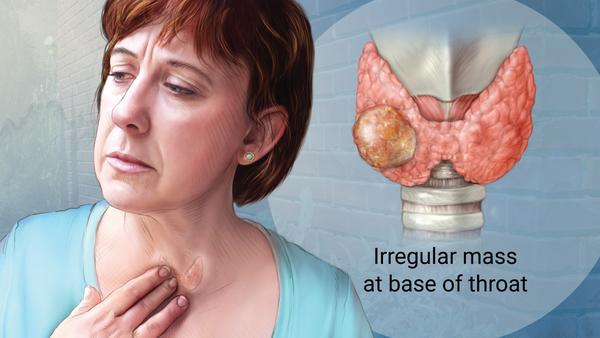 Irregular mass
at base of throat